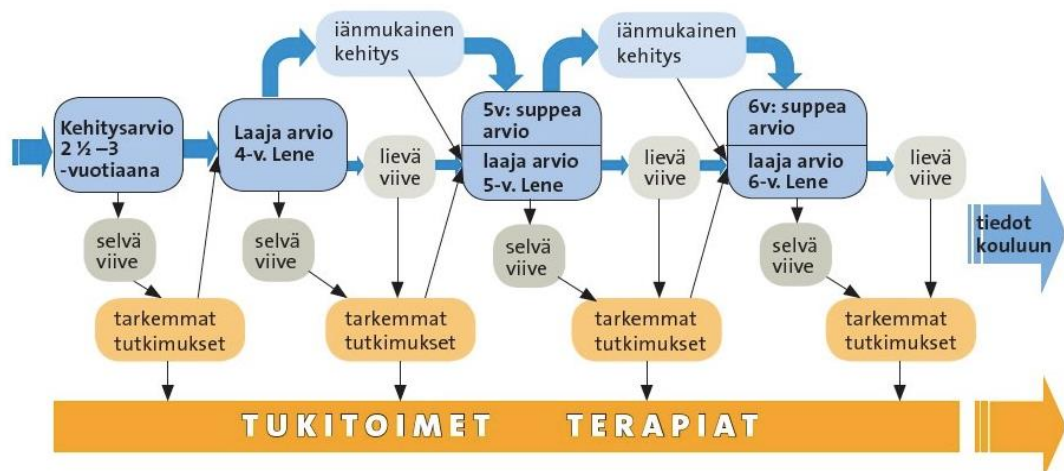 iänmukainen
kehitys
iänmukainen
kehitys
Kehitysarvio
2 ½ –3
-vuotiaana
Laaja arvio
4-v. Lene
lievä
viive
5v: suppea
arvio
laaja arvio
5-v. Lene
lievä
viive
6v: suppea
arvio
laaja arvio
6-v. Lene
lievä
viive
selvä
viive
selvä
viive
selvä
viive
selvä
viive
tiedot
kouluun
tarkemmat
tutkimukset
tarkemmat
tutkimukset
tarkemmat
tutkimukset
tarkemmat
tutkimukset
TUKITOIMET TERAPIAT